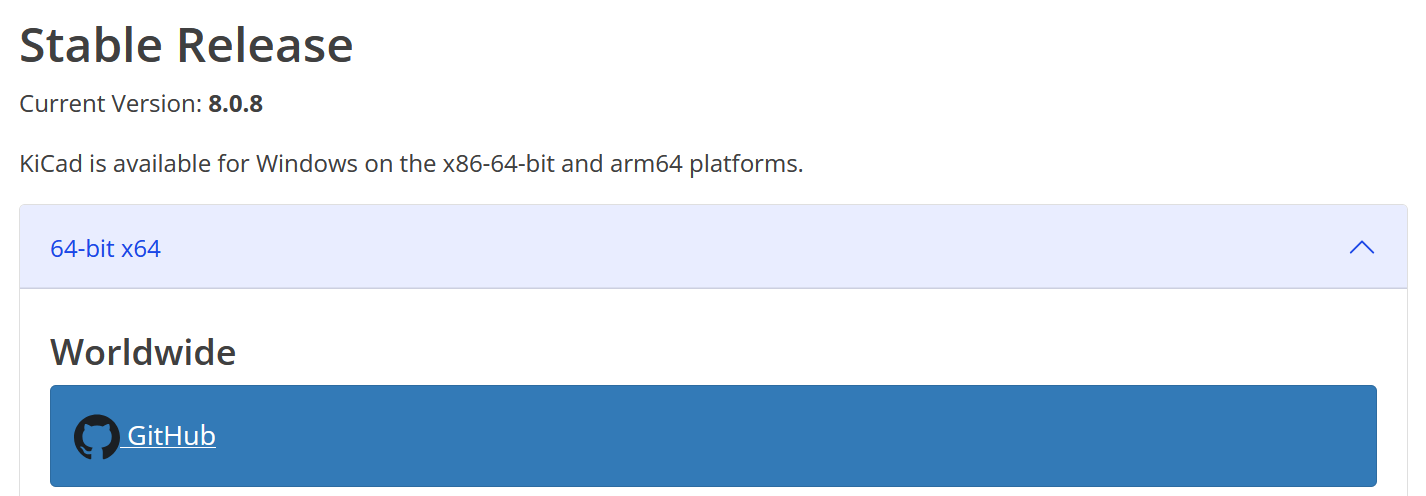 Stable Release
Current Version: 8.0.8
KiCad is available for Windows on the x86-64-bit and arm64 platforms.
64-bit x64
Worldwide
GitHub